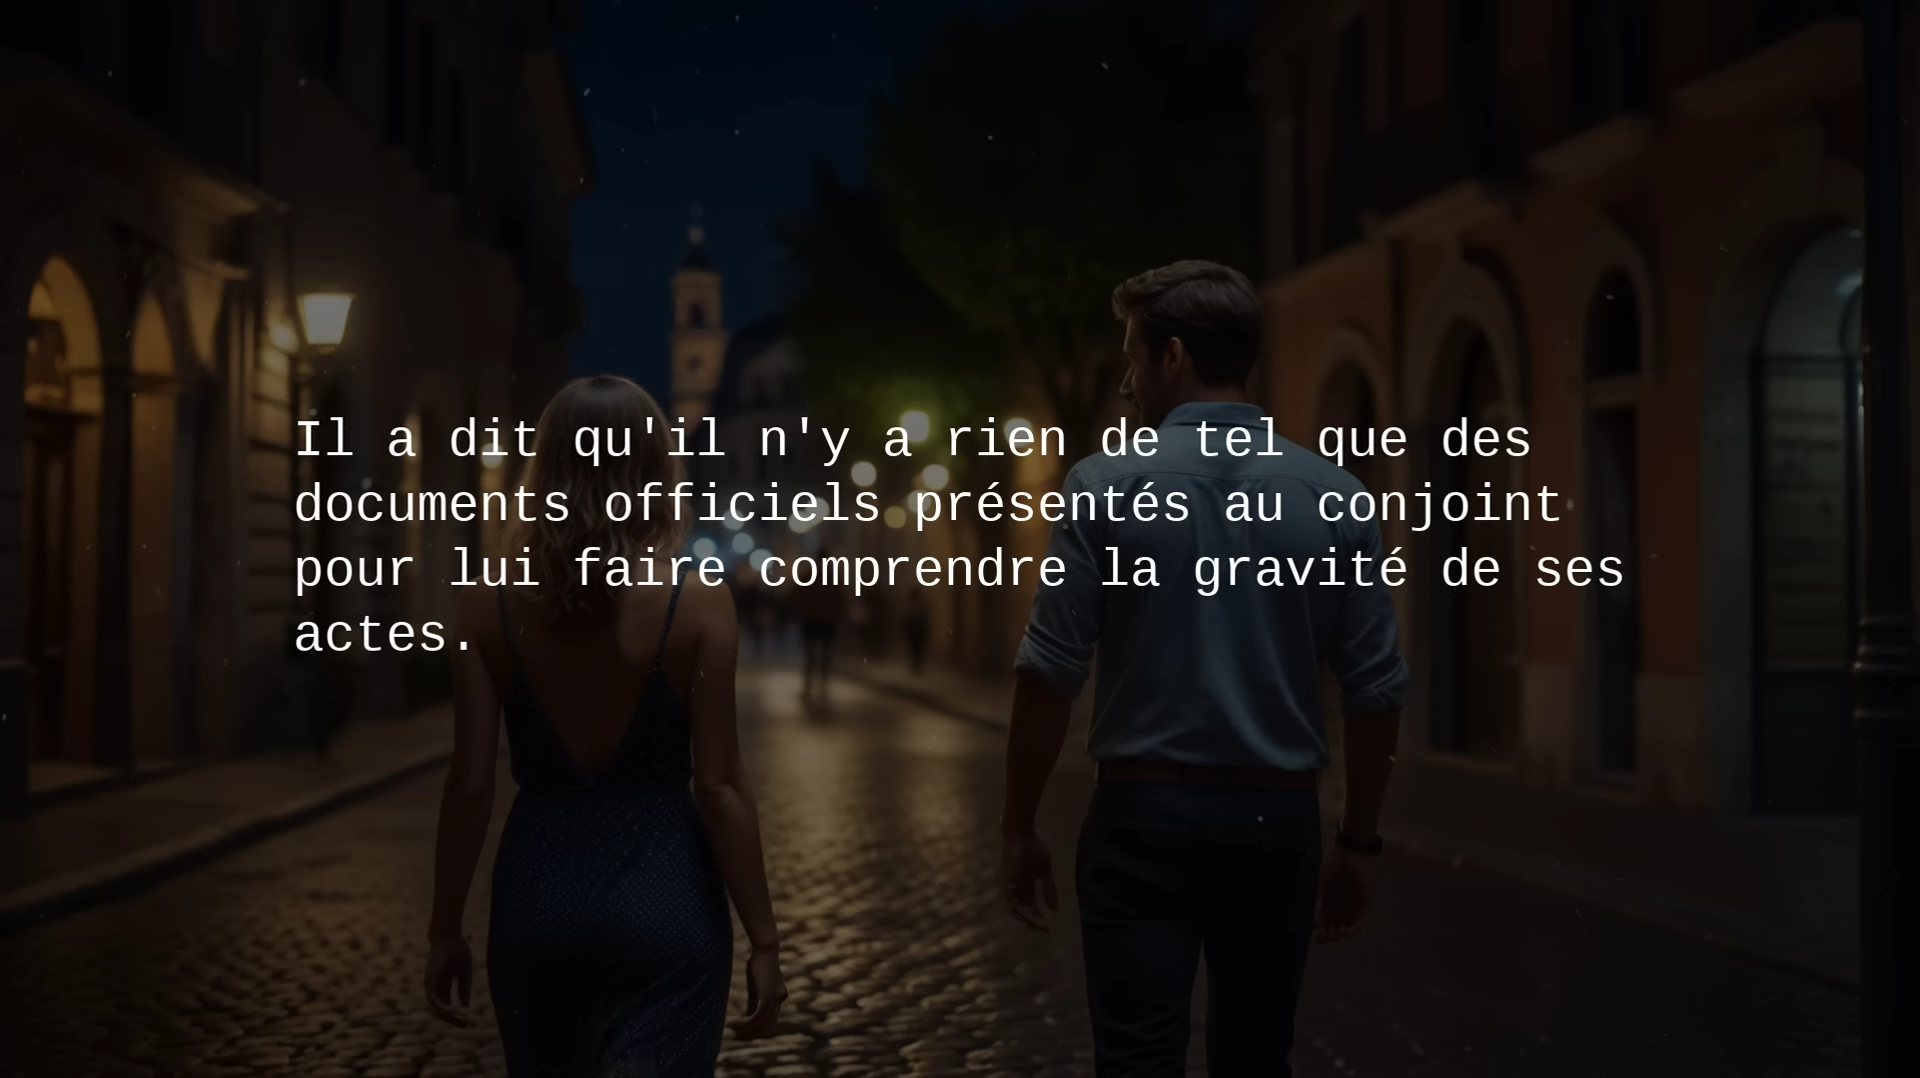 Il a dit qu'il n'y a rien de tel que des
documents officiels présentés au conjoint
pour lui faire comprendre la gravité de ses
actes.